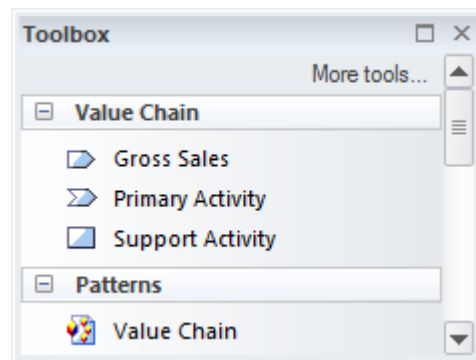 Toolbox
More tools...
Value Chain
Gross Sales
Primary Activity
Support Activity
Patterns
Value Chain